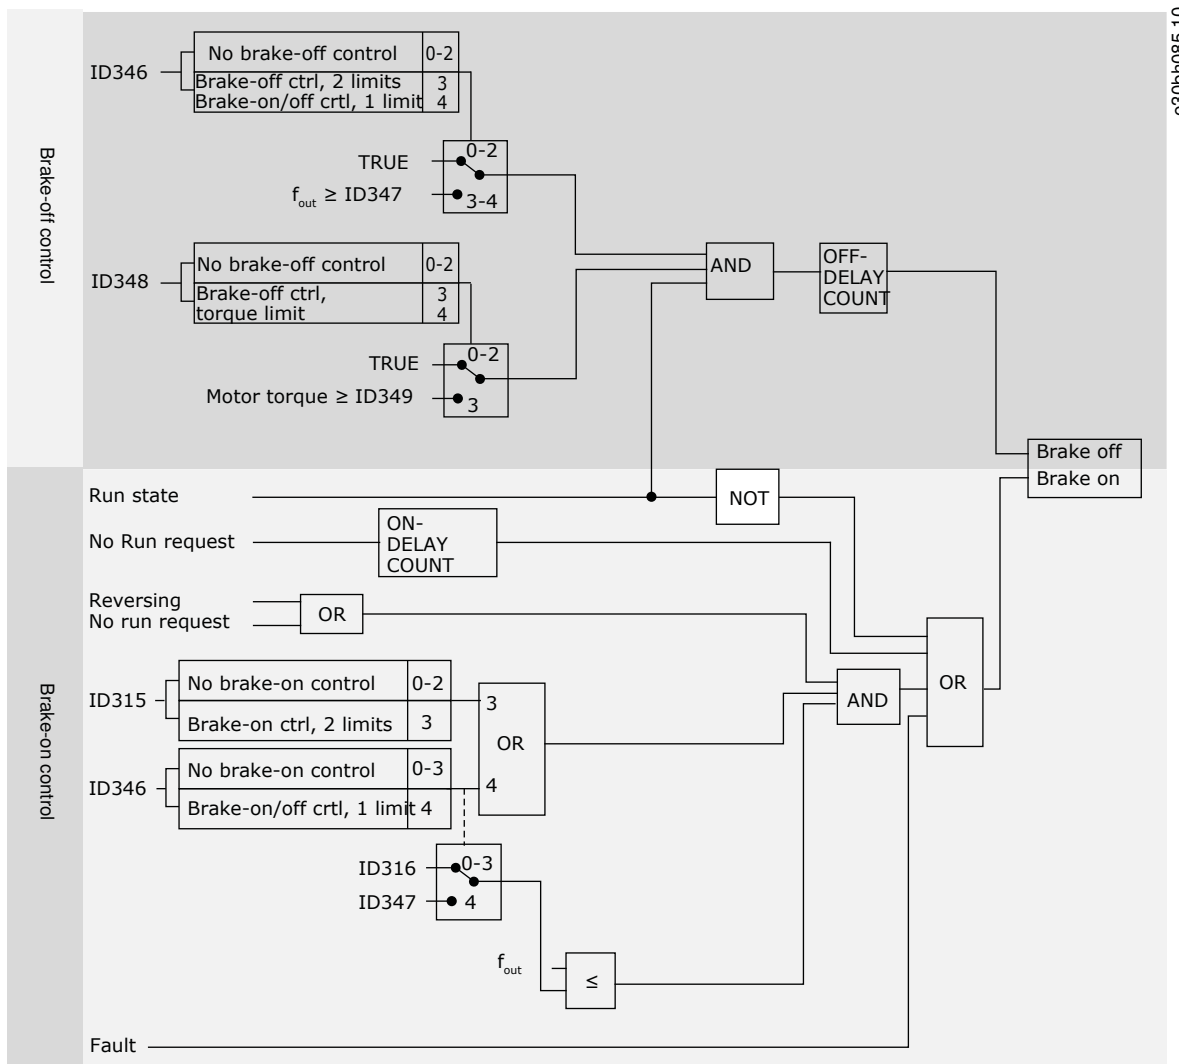 Brake-off control
ID346
No brake-off control 0-2
Brake-off ctrl, 2 limits 3
Brake-on/off crtl, 1 limit 4
TRUE
0-2
fout ≥ ID347
3-4
ID348
No brake-off control 0-2
Brake-off ctrl, 3
torque limit 4
TRUE
0-2
Motor torque ≥ ID349
3
AND
OFF-
DELAY
COUNT
Brake off
Brake on
Brake-on control
Run state
NOT
No Run request
ON-
DELAY
COUNT
Reversing
No run request
OR
ID315
No brake-on control 0-2
Brake-on ctrl, 2 limits 3
ID346
No brake-on control 0-3
Brake-on/off crtl, 1 limit 4
3
OR
4
AND
OR
ID316
0-3
ID347
4
fout
≤
Fault